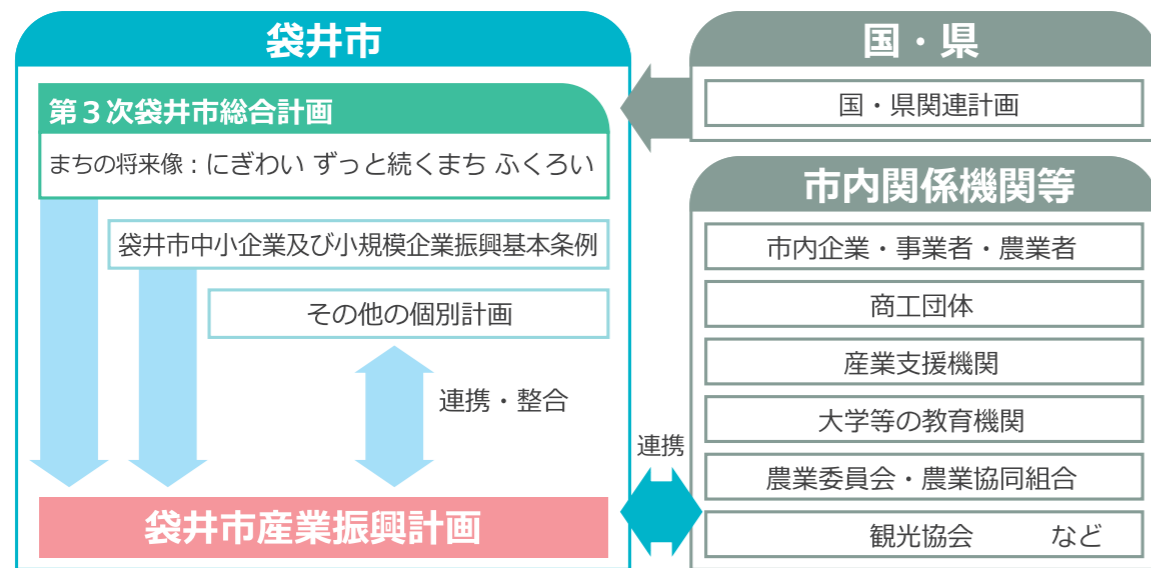 袋井市
第3次袋井市総合計画
まちの将来像：にぎわい ずっと続くまち ふくろい
袋井市中小企業及び小規模企業振興基本条例
その他の個別計画
連携・整合
袋井市産業振興計画
連携
国・県
国・県関連計画
市内関係機関等
市内企業・事業者・農業者
商工団体
産業支援機関
大学等の教育機関
農業委員会・農業協同組合
観光協会　　など